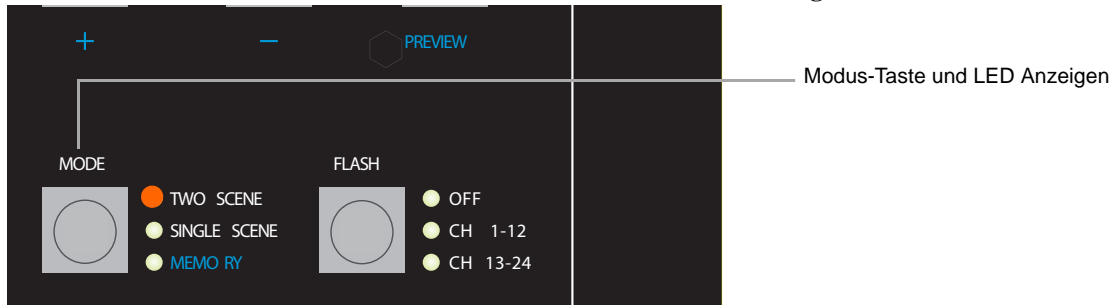 + − PREVIEW
Modus-Taste und LED Anzeigen
MODE FLASH
TWO SCENE OFF
SINGLE SCENE CH 1-12
MEMO RY CH 13-24